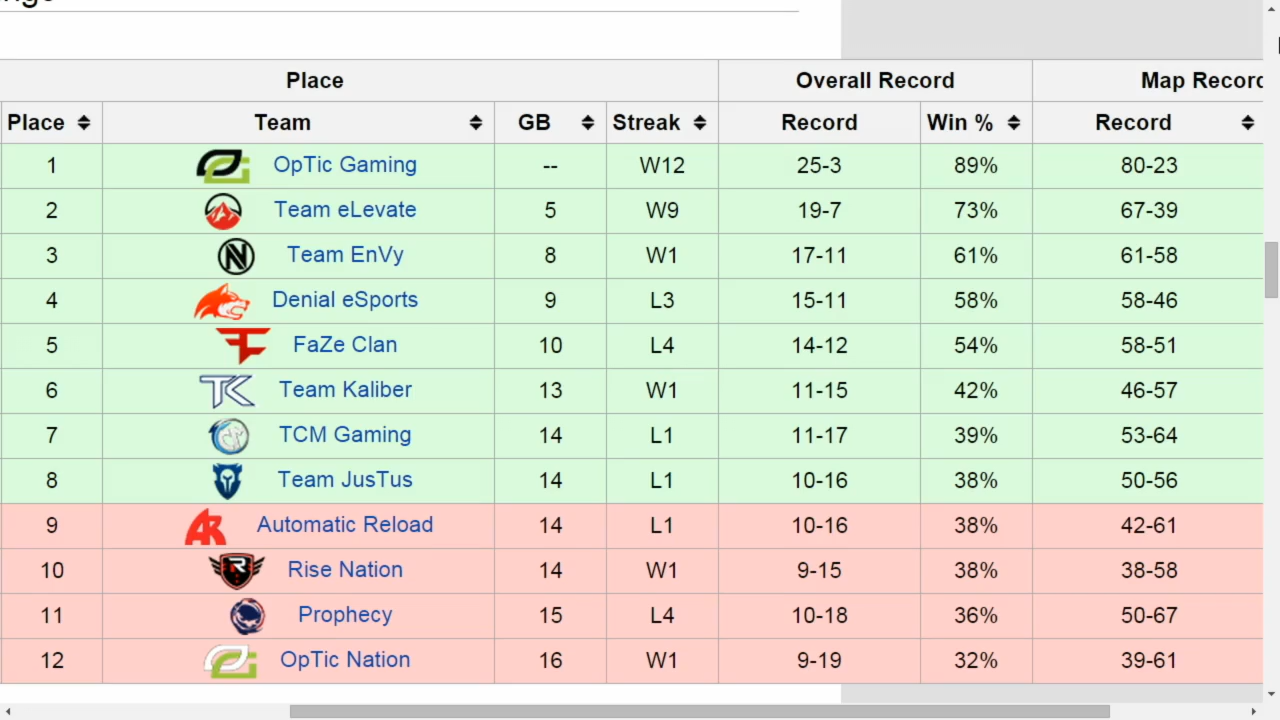 Place Overall Record Map Record
Place Team GB Streak Record Win % Record
1 OpTic Gaming -- W12 25-3 89% 80-23
2 Team eLevate 5 W9 19-7 73% 67-39
3 Team EnVy 8 W1 17-11 61% 61-58
4 Denial eSports 9 L3 15-11 58% 58-46
5 FaZe Clan 10 L4 14-12 54% 58-51
6 Team Kaliber 13 W1 11-15 42% 46-57
7 TCM Gaming 14 L1 11-17 39% 53-64
8 Team JusTus 14 L1 10-16 38% 50-56
9 Automatic Reload 14 L1 10-16 38% 42-61
10 Rise Nation 14 W1 9-15 38% 38-58
11 Prophecy 15 L4 10-18 36% 50-67
12 OpTic Nation 16 W1 9-19 32% 39-61